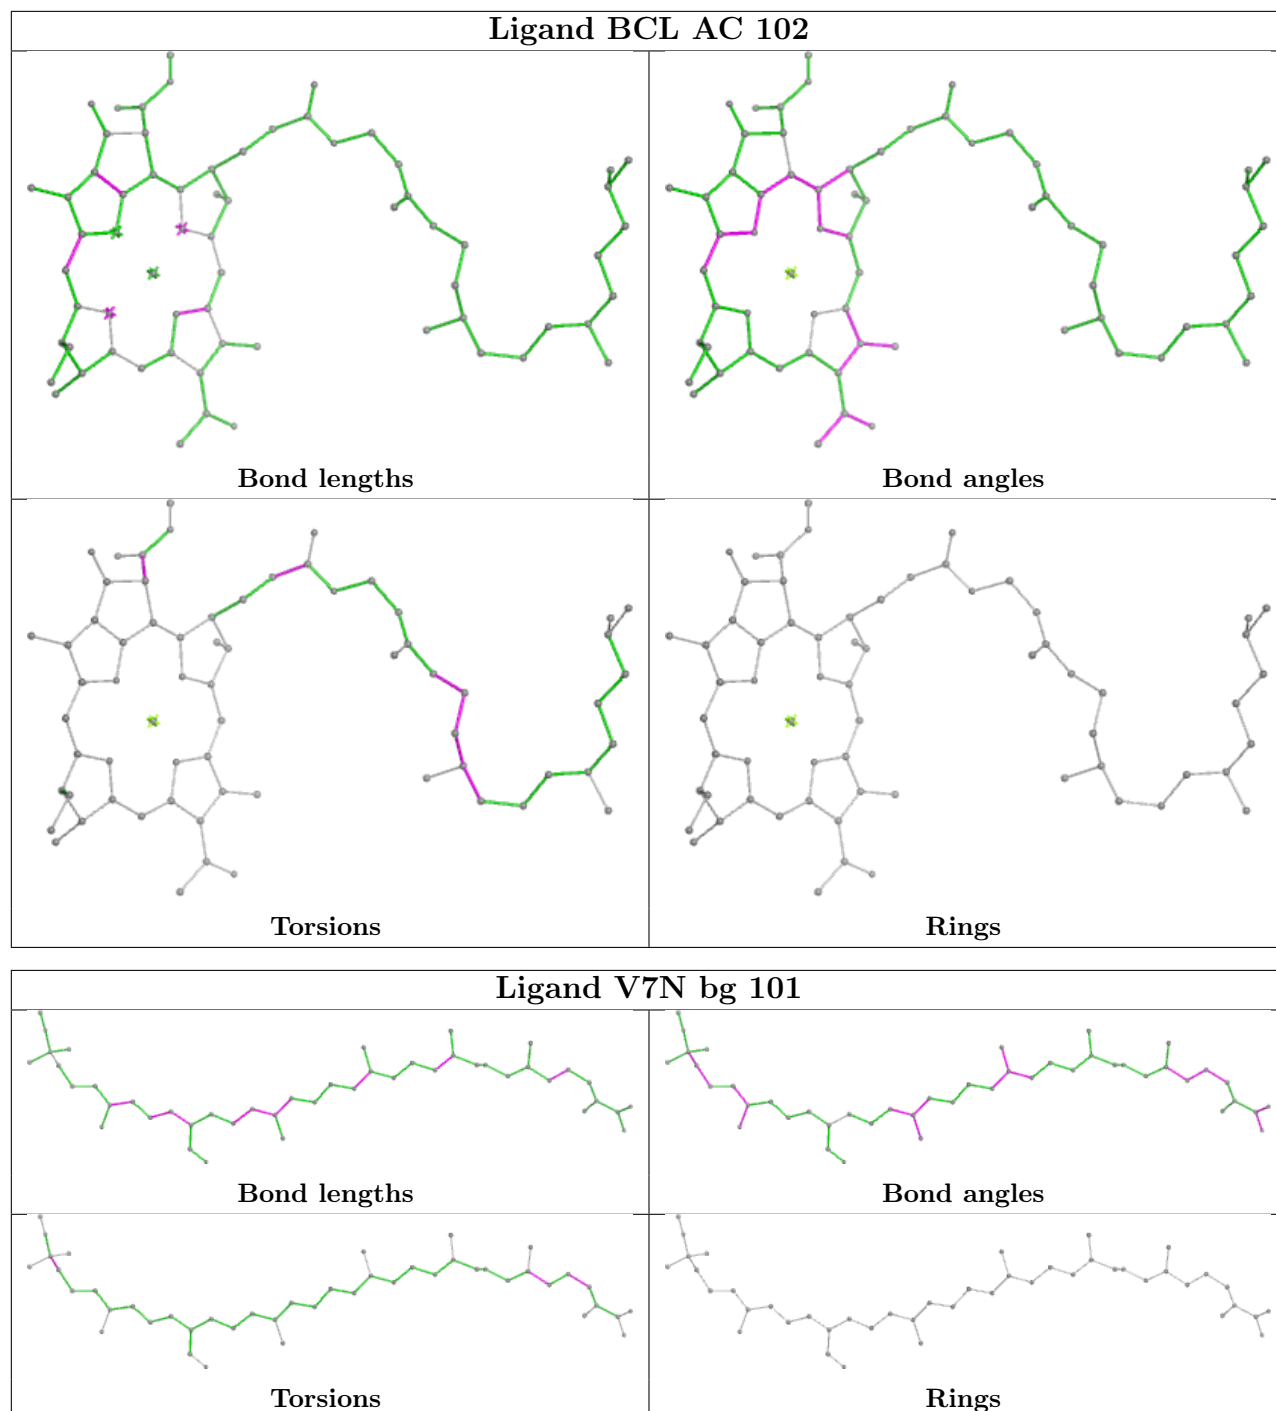 Ligand BCL AC 102
Bond lengths
Bond angles
Torsions
Rings
Ligand V7N bg 101
Bond lengths
Bond angles
Torsions
Rings